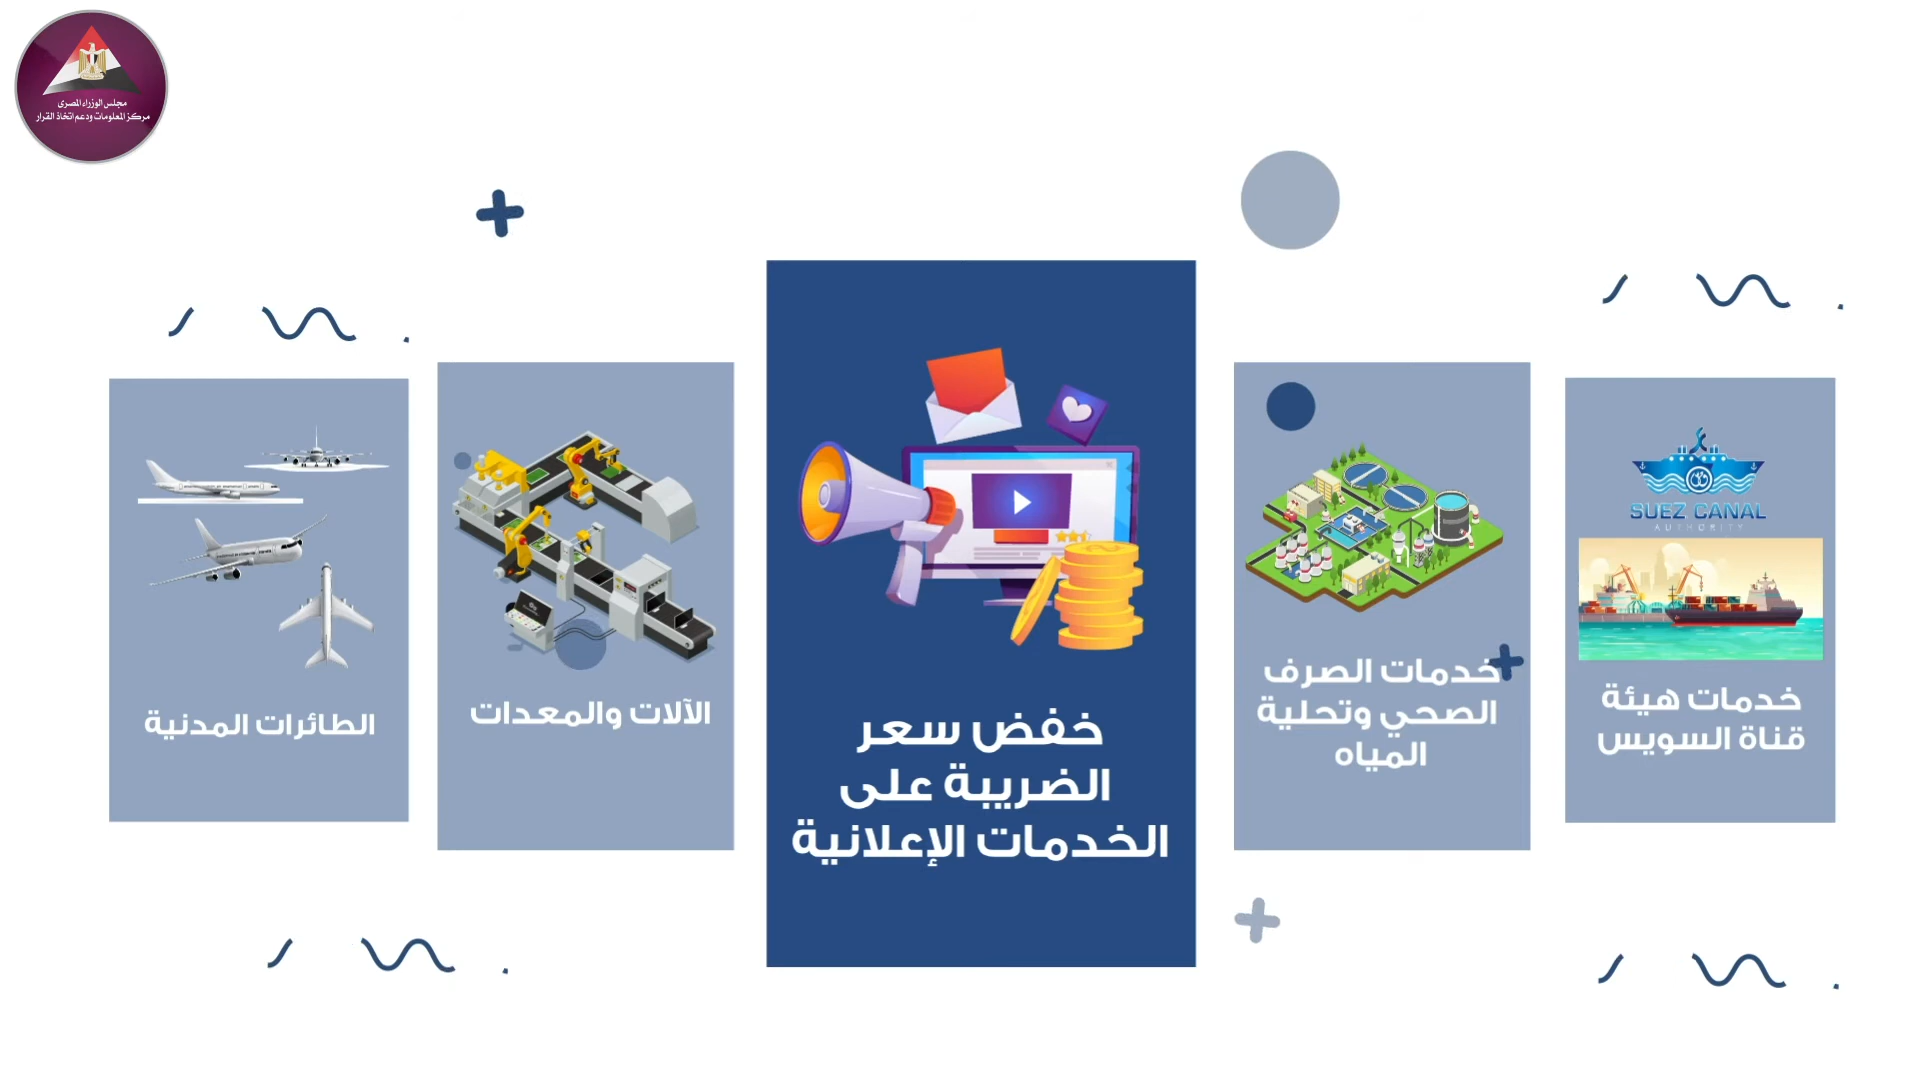 مجلس الوزراء المصرى
مركز المعلومات ودعم اتخاذ القرار
SUEZ CANAL
AUTHORITY
خدمات هيئة
قناة السويس
خدمات الصرف
الصحي وتحلية
المياه
خفض سعر
الضريبة على
الخدمات الإعلانية
الآلات والمعدات
الطائرات المدنية